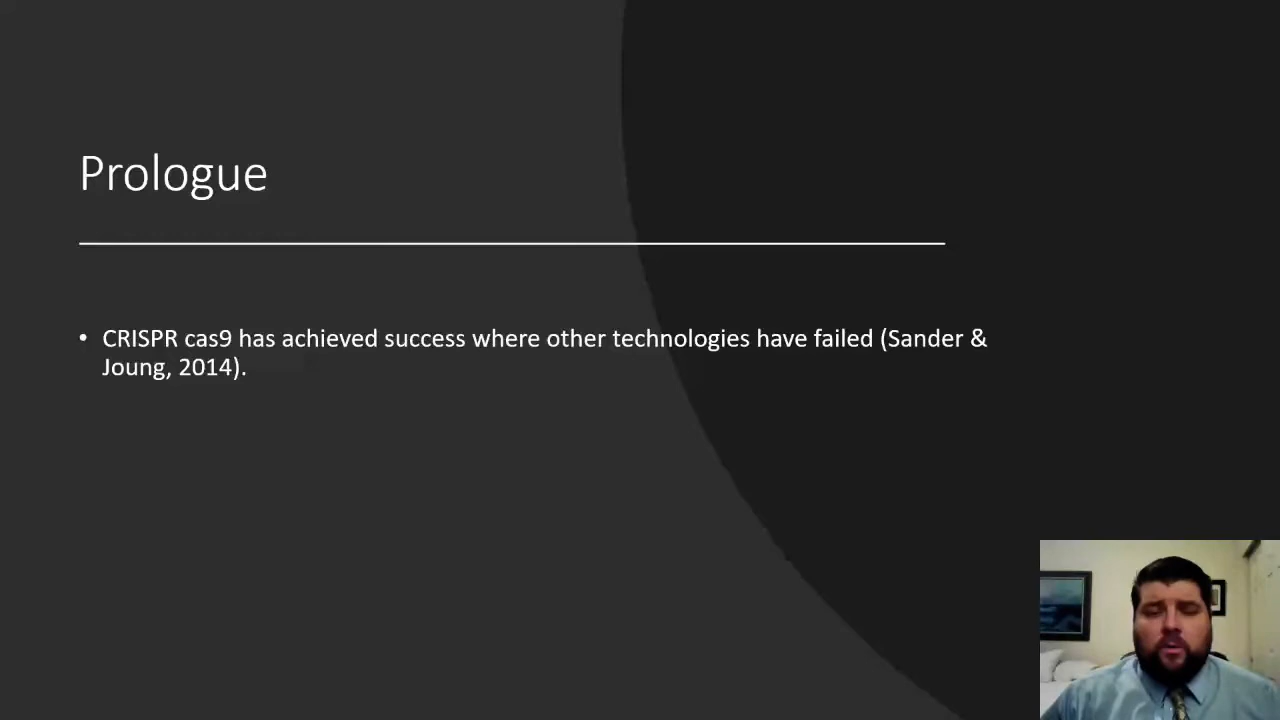 Prologue
• CRISPR cas9 has achieved success where other technologies have failed (Sander &
Joung, 2014).